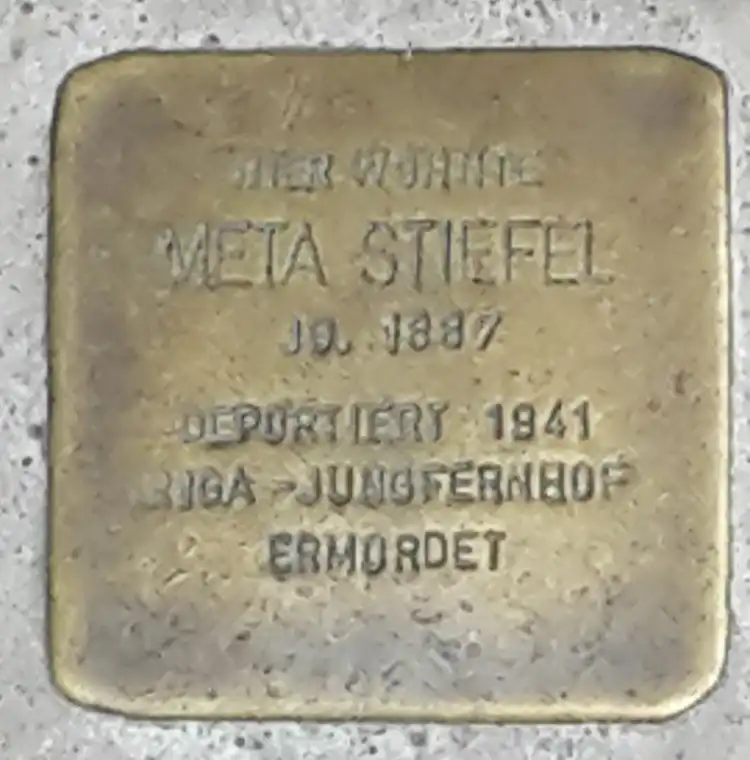 HIER WOHNTE
META STIEFEL
JG. 1887
DEPORTIERT 1941
RIGA-JUNGFERNHOF
ERMORDET